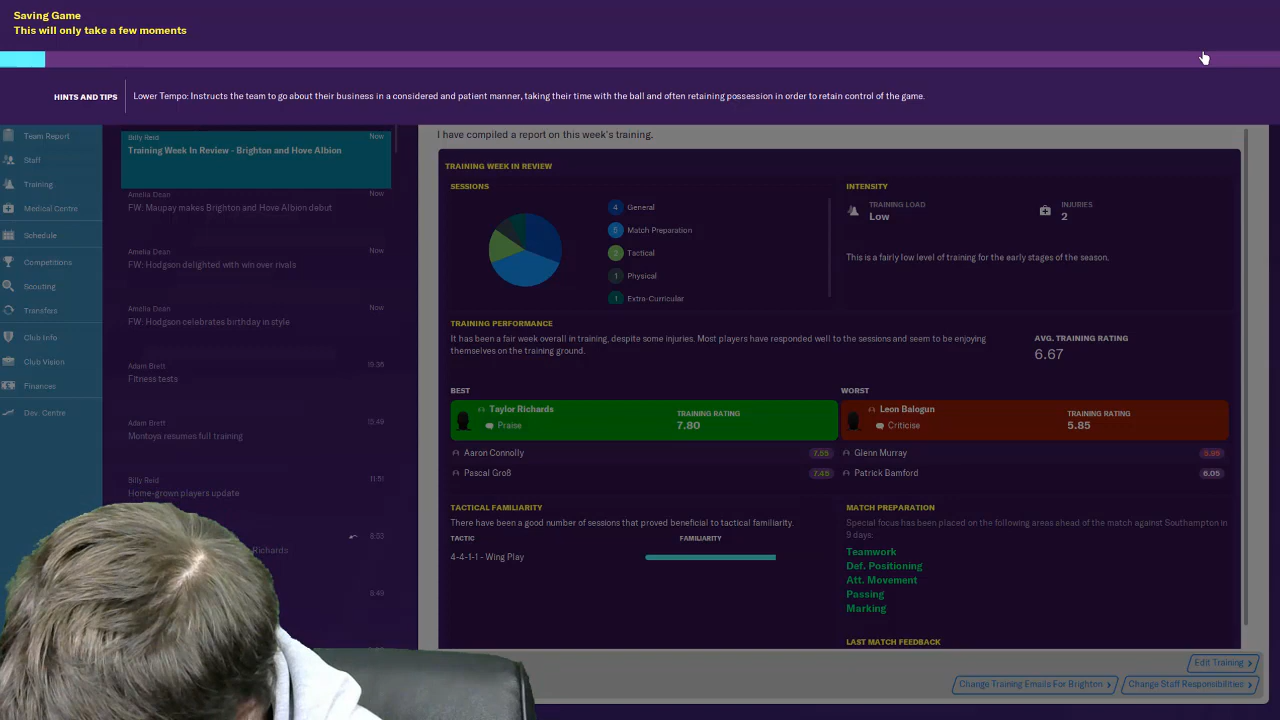 Saving Game
This will only take a few moments
HINTS AND TIPS
Lower Tempo: Instructs the team to go about their business in a considered and patient manner, taking their time with the ball and often retaining possession in order to retain control of the game.
Team Report
Staff
Training
Medical Centre
Schedule
Competitions
Scouting
Transfers
Club Info
Club Vision
Finances
Dev. Centre
Billy Reid
Now
Training Week In Review - Brighton and Hove Albion
Amelia Dean
Now
FW: Maupay makes Brighton and Hove Albion debut
Amelia Dean
Now
FW: Hodgson delighted with win over rivals
Amelia Dean
Now
FW: Hodgson celebrates birthday in style
Adam Brett
Fitness tests
Adam Brett
15:49
Montoya resumes full training
Billy Reid
11:51
Home-grown players update
8:53
Richards
8:49
I have compiled a report on this week's training.
TRAINING WEEK IN REVIEW
SESSIONS
4 General
Match Preparation
2 Tactical
1 Physical
1 Extra-Curricular
INTENSITY
TRAINING LOAD
Low
INJURIES
2
This is a fairly low level of training for the early stages of the season.
TRAINING PERFORMANCE
It has been a fair week overall in training, despite some injuries. Most players have responded well to the sessions and seem to be enjoying
themselves on the training ground.
AVG. TRAINING RATING
6.67
BEST
Taylor Richards
Praise
TRAINING RATING
7.80
Aaron Connolly 7.55
Pascal Groß 7.45
WORST
Leon Balogun
Criticise
TRAINING RATING
5.85
Glenn Murray
Patrick Bamford 6.05
TACTICAL FAMILIARITY
There have been a good number of sessions that proved beneficial to tactical familiarity.
TACTIC
FAMILIARITY
4-4-1-1 - Wing Play
MATCH PREPARATION
Special focus has been placed on the following areas ahead of the match against Southampton in
9 days:
Teamwork
Def. Positioning
Att. Movement
Passing
Marking
LAST MATCH FEEDBACK
Edit Training
Change Training Emails For Brighton
Change Staff Responsibilities